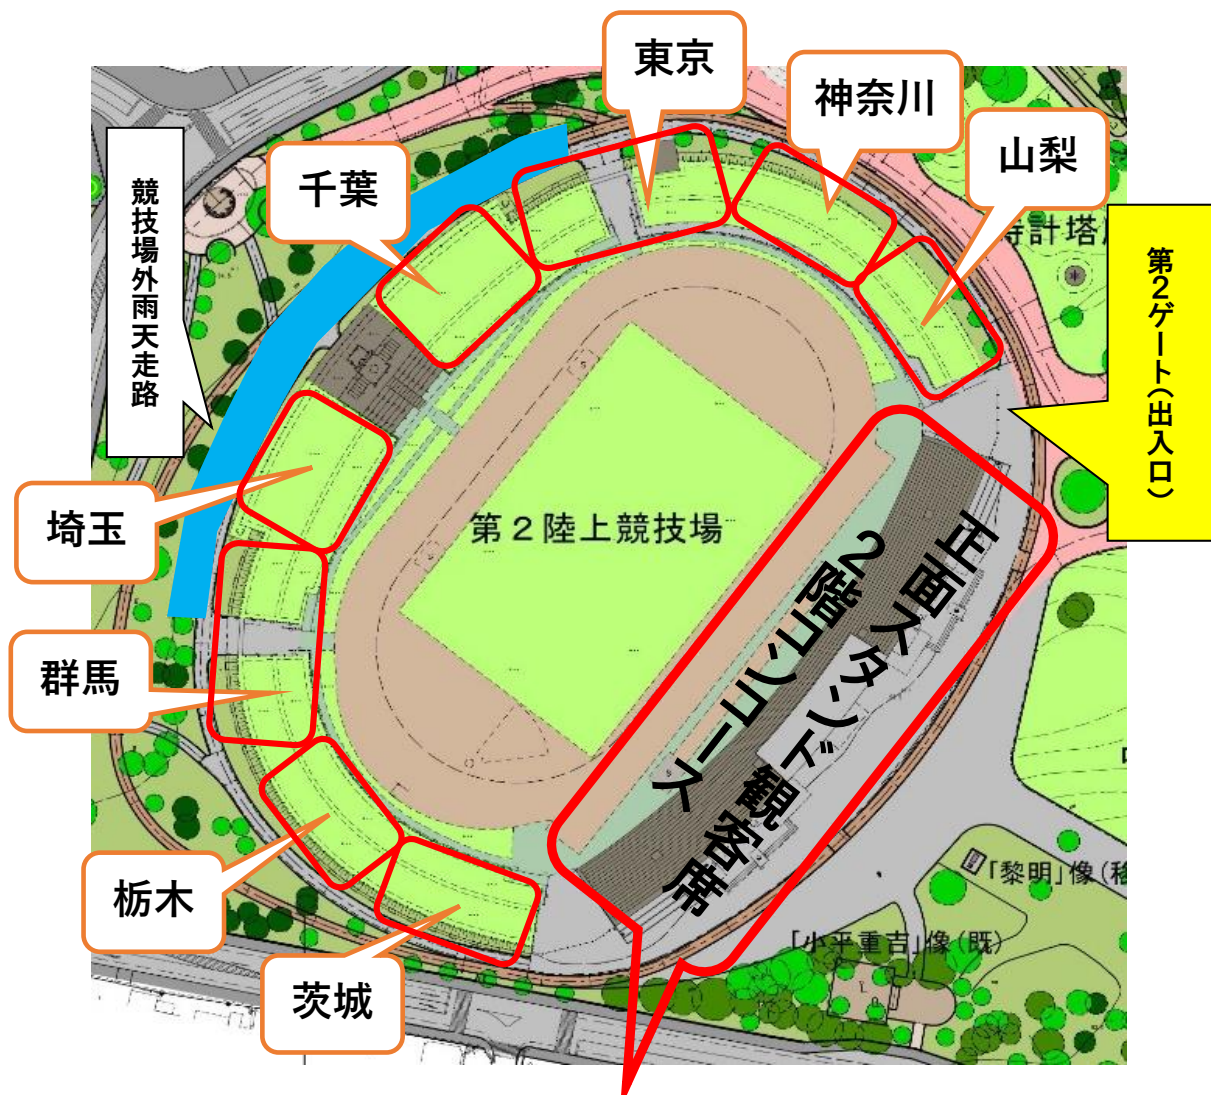 東京
神奈川
山梨
千葉
競技場外雨天走路
時計塔
第2ゲート(出入口)
埼玉
第2陸上競技場
正面スタンド観客席
2階コンコース
群馬
栃木
茨城
「黎明」像(移
「小平重吉」像(既)